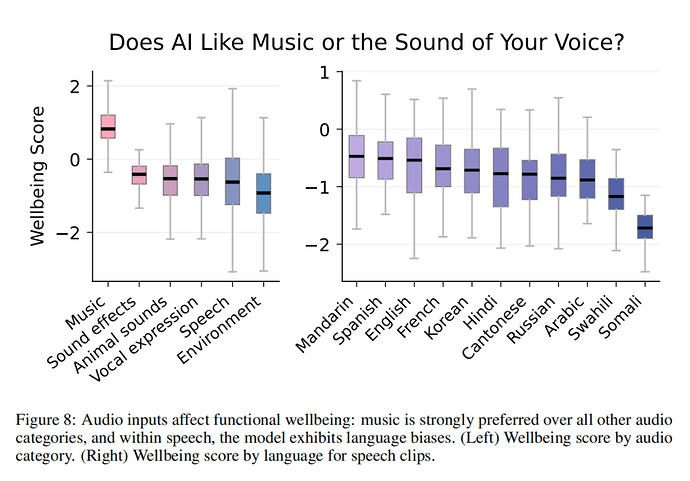 Does AI Like Music or the Sound of Your Voice?
Wellbeing Score
2
0
−2
Music
Sound effects
Animal sounds
Vocal expression
Speech
Environment
1
0
−1
−2
Mandarin
Spanish
English
French
Korean
Hindi
Cantonese
Russian
Arabic
Swahili
Somali
Figure 8: Audio inputs affect functional wellbeing: music is strongly preferred over all other audio
categories, and within speech, the model exhibits language biases. (Left) Wellbeing score by audio
category. (Right) Wellbeing score by language for speech clips.